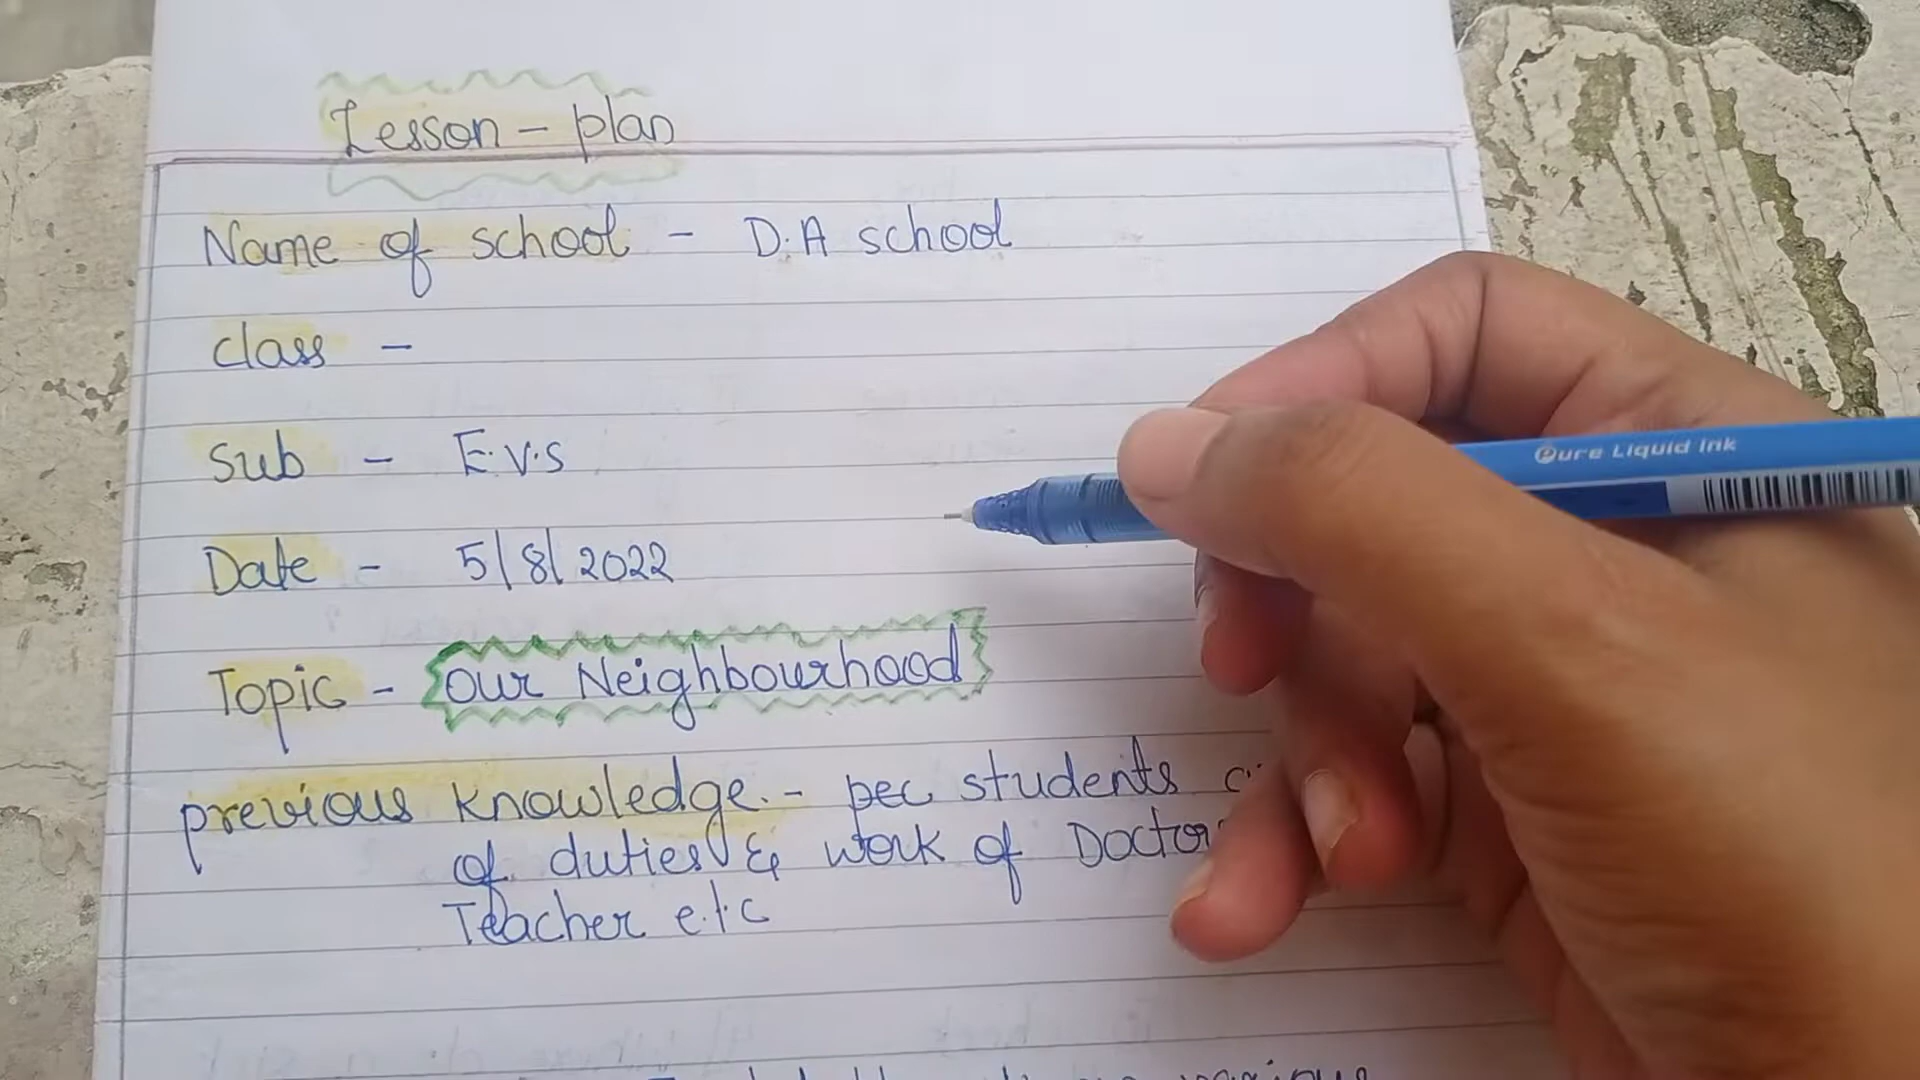 Lesson - plan
Name of school - D.A school
class -
Sub - E.V.S
Date - 5/8/2022
Topic - our Neighbourhood
previous knowledge. - pec students
of duties & work of Doctor
Teacher e.t.c
various
Pure Liquid Ink